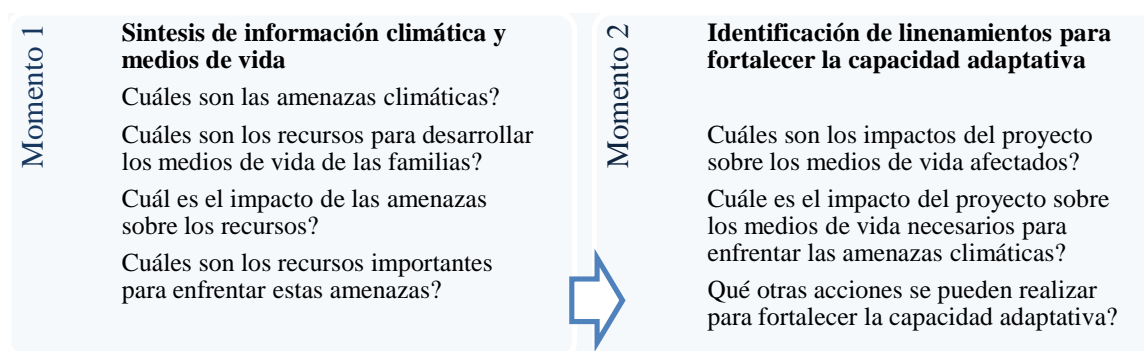 Momento 1
Sintesis de información climática y
medios de vida
Cuáles son las amenazas climáticas?
Cuáles son los recursos para desarrollar
los medios de vida de las familias?
Cuál es el impacto de las amenazas
sobre los recursos?
Cuáles son los recursos importantes
para enfrentar estas amenazas?
Momento 2
Identificación de linenamientos para
fortalecer la capacidad adaptativa
Cuáles son los impactos del proyecto
sobre los medios de vida afectados?
Cuále es el impacto del proyecto sobre
los medios de vida necesarios para
enfrentar las amenazas climáticas?
Qué otras acciones se pueden realizar
para fortalecer la capacidad adaptativa?